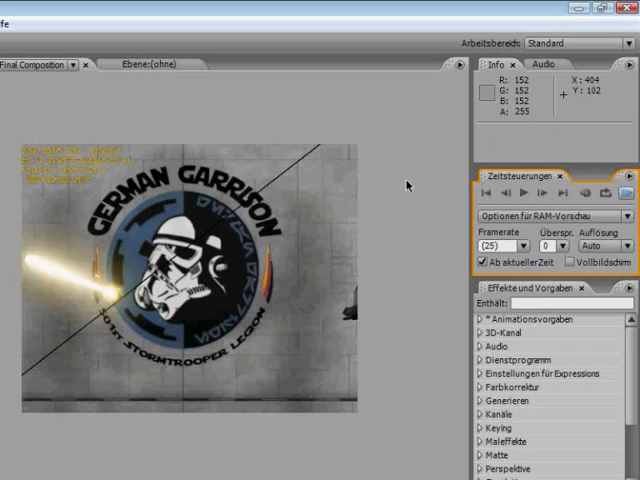 fe
Arbeitsbereich: Standard
Final Composition
Ebene:(ohne)
Info
Audio
R: 152
G: 152
B: 152
A: 255
X: 404
Y: 102
GERMAN GARRISON
501ST STORMTROOPER LEGION
Zeitsteuerungen
Optionen für RAM-Vorschau
Framerate Überspr. Auflösung
(25) 0 Auto
Ab aktueller Zeit Vollbildschirm
Effekte und Vorgaben
Enthält:
* Animationsvorgaben
3D-Kanal
Audio
Dienstprogramm
Einstellungen für Expressions
Farbkorrektur
Generieren
Kanäle
Keying
Maleffekte
Matte
Perspektive